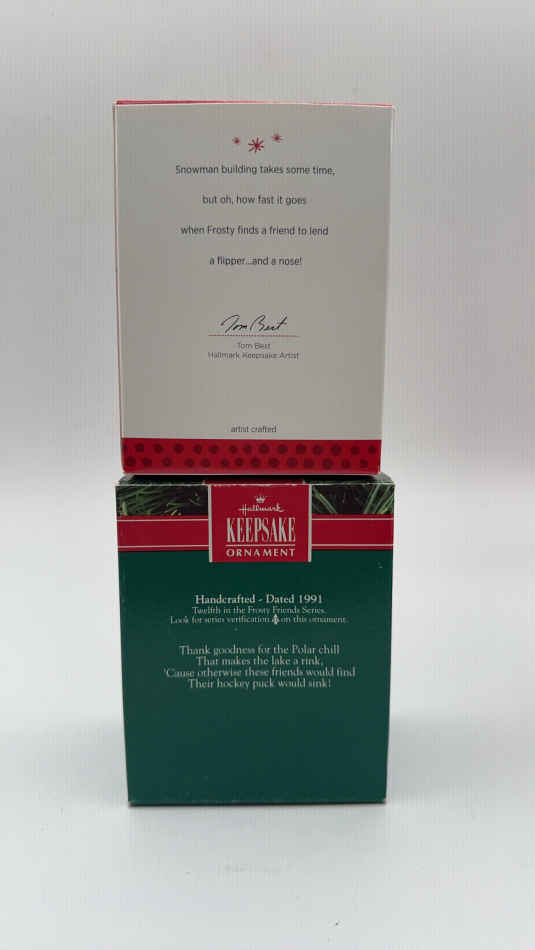 Snowman building takes some time,
but oh, how fast it goes
when Frosty finds a friend to lend
a flipper...and a nose!
Tom Best
Tom Best
Hallmark Keepsake Artist
artist crafted
Hallmark
KEEPSAKE
ORNAMENT
Handcrafted - Dated 1991
Twelfth in the Frosty Friends Series.
Look for series verification on this ornament.
Thank goodness for the Polar chill
That makes the lake a rink,
'Cause otherwise these friends would find
Their hockey puck would sink!